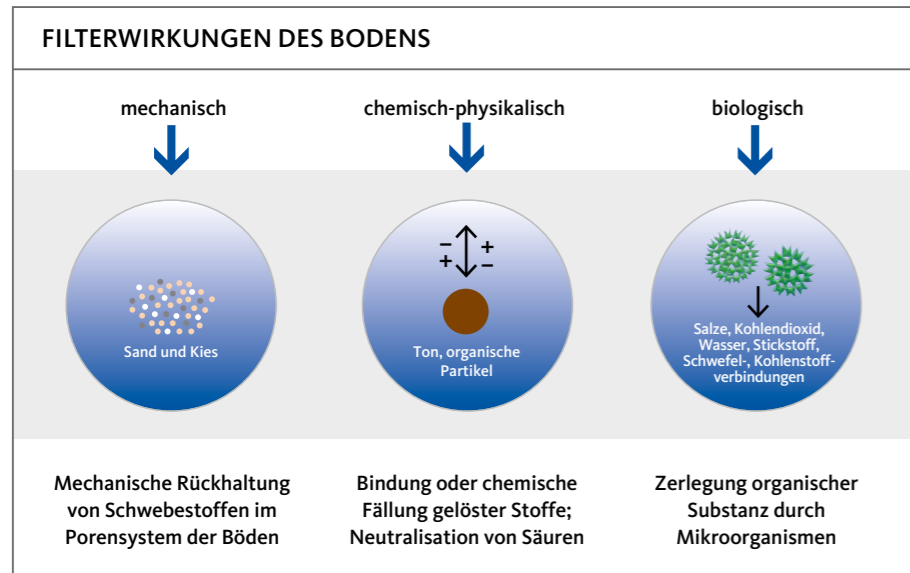 FILTERWIRKUNGEN DES BODENS
mechanisch
chemisch-physikalisch
biologisch
Sand und Kies
– +
+ –
Ton, organische
Partikel
Salze, Kohlendioxid,
Wasser, Stickstoff,
Schwefel-, Kohlenstoff-
verbindungen
Mechanische Rückhaltung
von Schwebestoffen im
Porensystem der Böden
Bindung oder chemische
Fällung gelöster Stoffe;
Neutralisation von Säuren
Zerlegung organischer
Substanz durch
Mikroorganismen